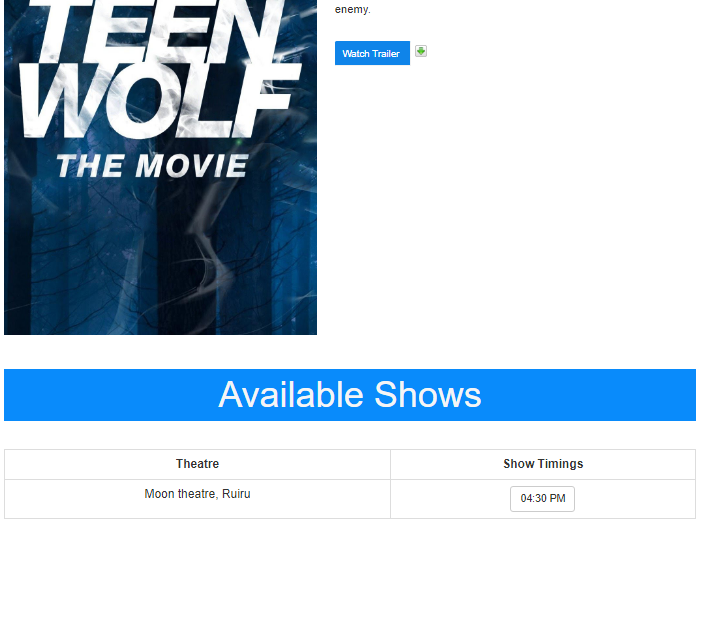 enemy.
Watch Trailer
TEEN
WOLF
THE MOVIE
Available Shows
Theatre Show Timings
Moon theatre, Ruiru 04:30 PM